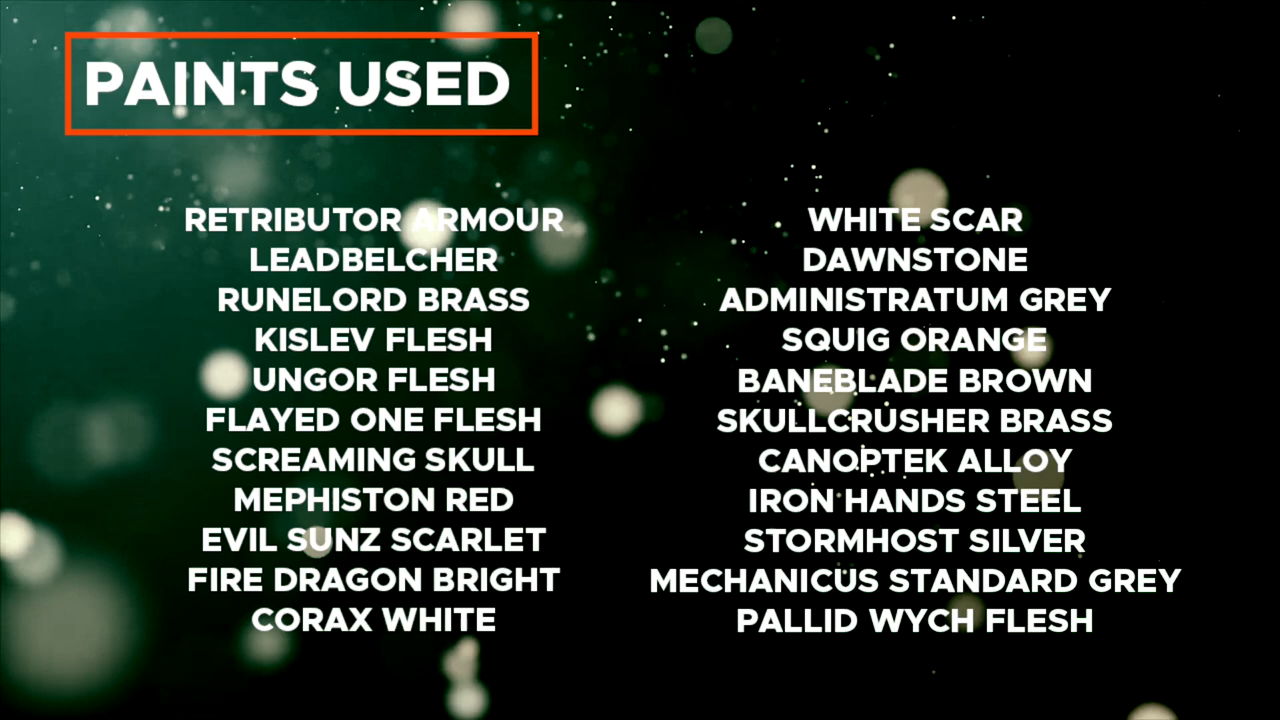 PAINTS USED
RETRIBUTOR ARMOUR
LEADBELCHER
RUNELORD BRASS
KISLEV FLESH
UNGOR FLESH
FLAYED ONE FLESH
SCREAMING SKULL
MEPHISTON RED
EVIL SUNZ SCARLET
FIRE DRAGON BRIGHT
CORAX WHITE
WHITE SCAR
DAWNSTONE
ADMINISTRATUM GREY
SQUIG ORANGE
BANEBLADE BROWN
SKULLCRUSHER BRASS
CANOPTEK ALLOY
IRON HANDS STEEL
STORMHOST SILVER
MECHANICUS STANDARD GREY
PALLID WYCH FLESH